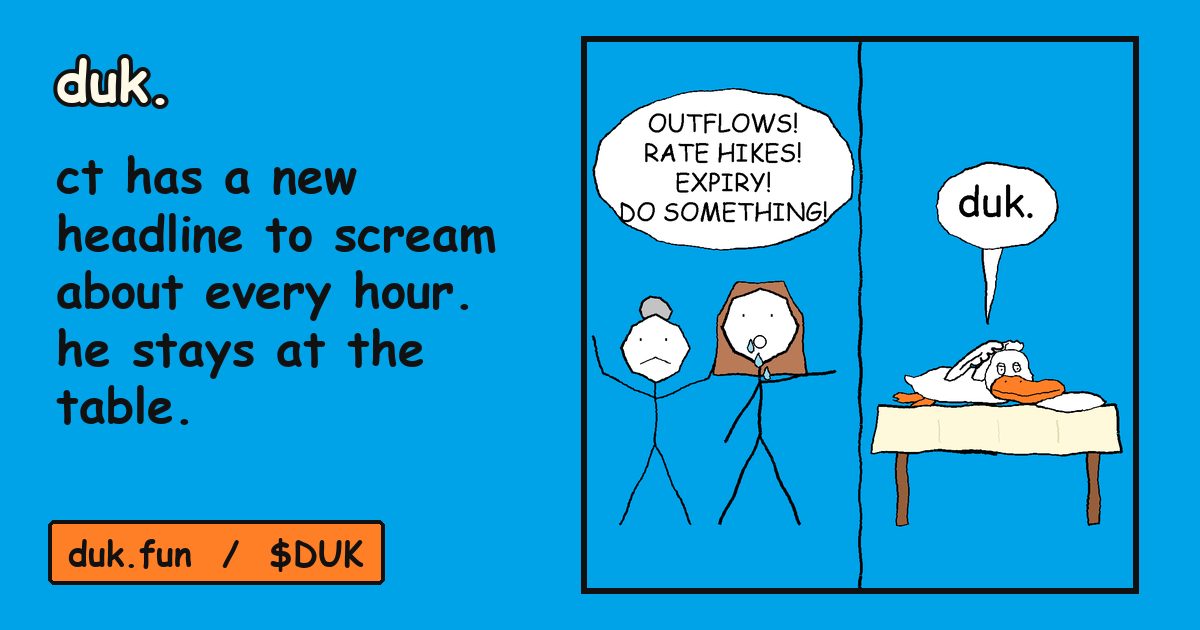 duk.
ct has a new
headline to scream
about every hour.
he stays at the
table.
duk.fun / $DUK
OUTFLOWS!
RATE HIKES!
EXPIRY!
DO SOMETHING!
duk.